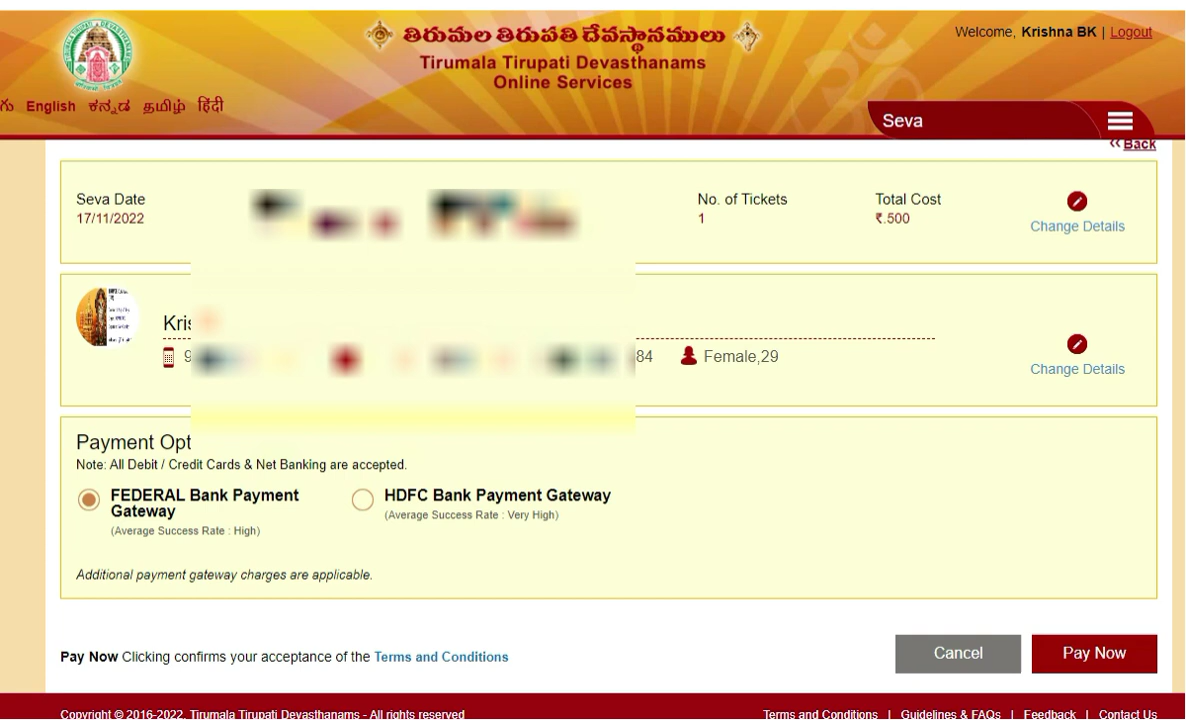 తిరుమల తిరుపతి దేవస్థానములు
Tirumala Tirupati Devasthanams
Online Services
Welcome, Krishna BK | Logout
గు English ಕನ್ನಡ தமிழ் हिंदी
Seva
<< Back
Seva Date
17/11/2022
No. of Tickets
1
Total Cost
₹.500
Change Details
Kris
9
84
Female,29
Change Details
Payment Opt
Note: All Debit / Credit Cards & Net Banking are accepted.
FEDERAL Bank Payment
Gateway
(Average Success Rate : High)
HDFC Bank Payment Gateway
(Average Success Rate : Very High)
Additional payment gateway charges are applicable.
Pay Now Clicking confirms your acceptance of the Terms and Conditions
Cancel
Pay Now
Copyright © 2016-2022, Tirumala Tirupati Devasthanams - All rights reserved
Terms and Conditions | Guidelines & FAQs | Feedback | Contact Us